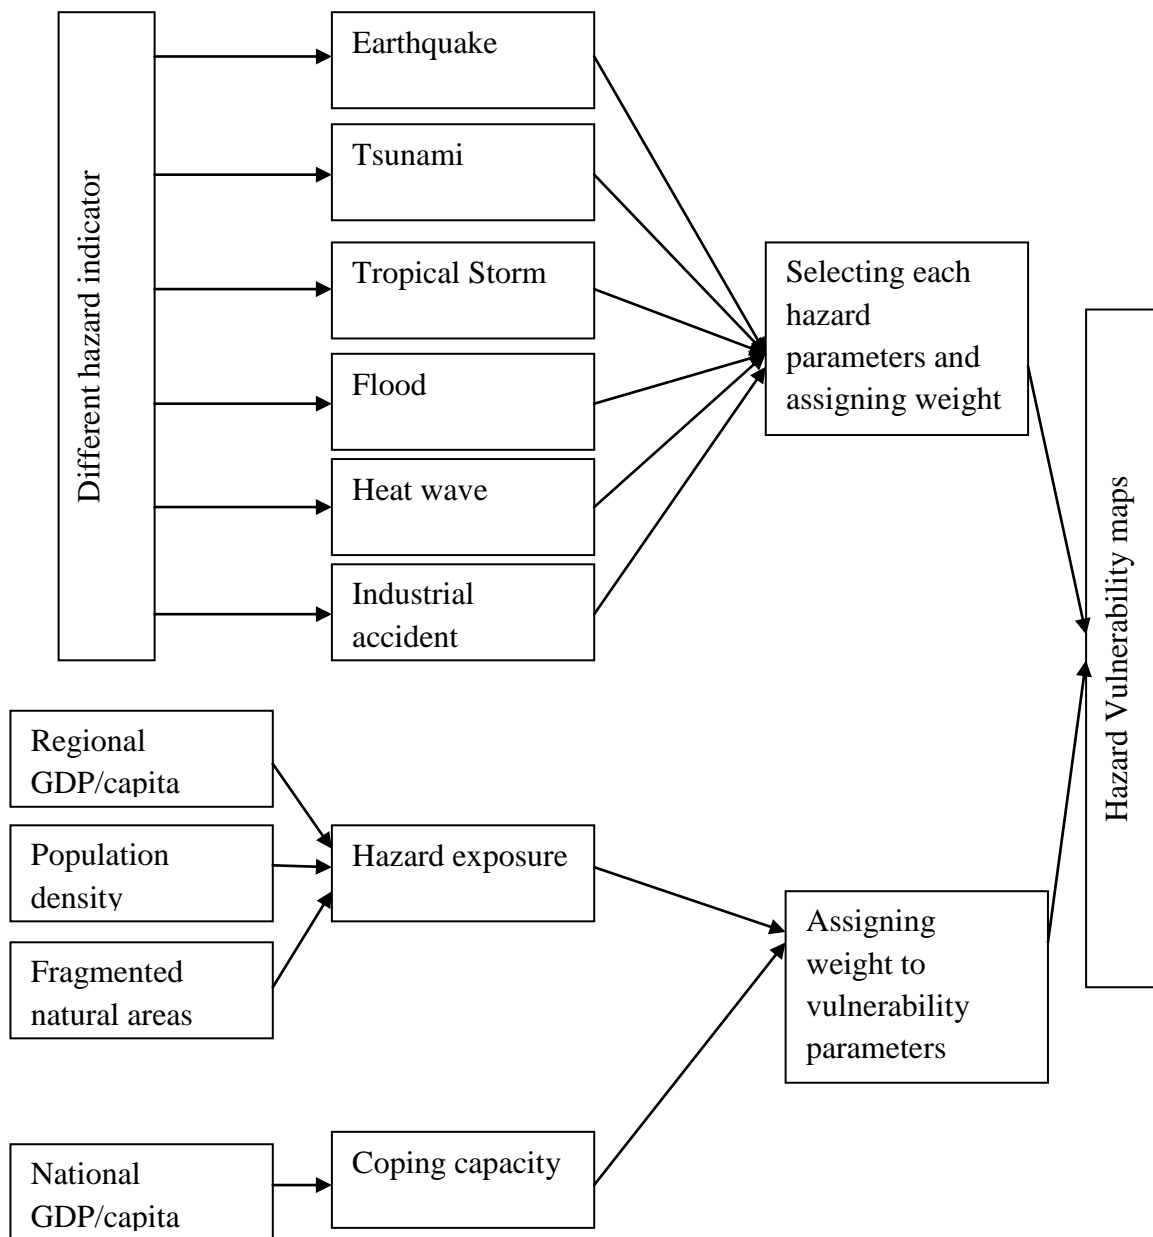 Different hazard indicator
Earthquake
Tsunami
Tropical Storm
Flood
Heat wave
Industrial
accident
Selecting each
hazard
parameters and
assigning weight
Hazard Vulnerability maps
Regional
GDP/capita
Population
density
Fragmented
natural areas
Hazard exposure
Assigning
weight to
vulnerability
parameters
National
GDP/capita
Coping capacity